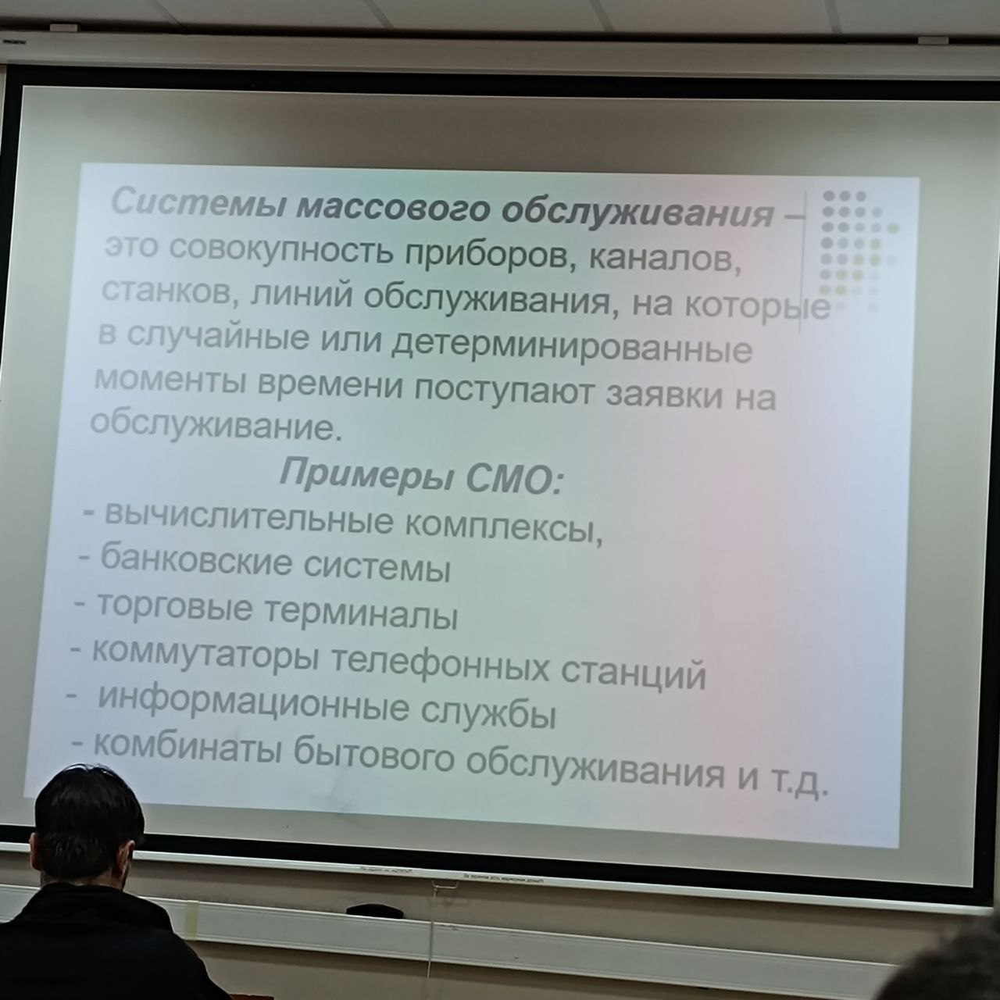 Системы массового обслуживания –
это совокупность приборов, каналов,
станков, линий обслуживания, на которые
в случайные или детерминированные
моменты времени поступают заявки на
обслуживание.
Примеры СМО:
- вычислительные комплексы,
- банковские системы
- торговые терминалы
- коммутаторы телефонных станций
- информационные службы
- комбинаты бытового обслуживания и т.д.